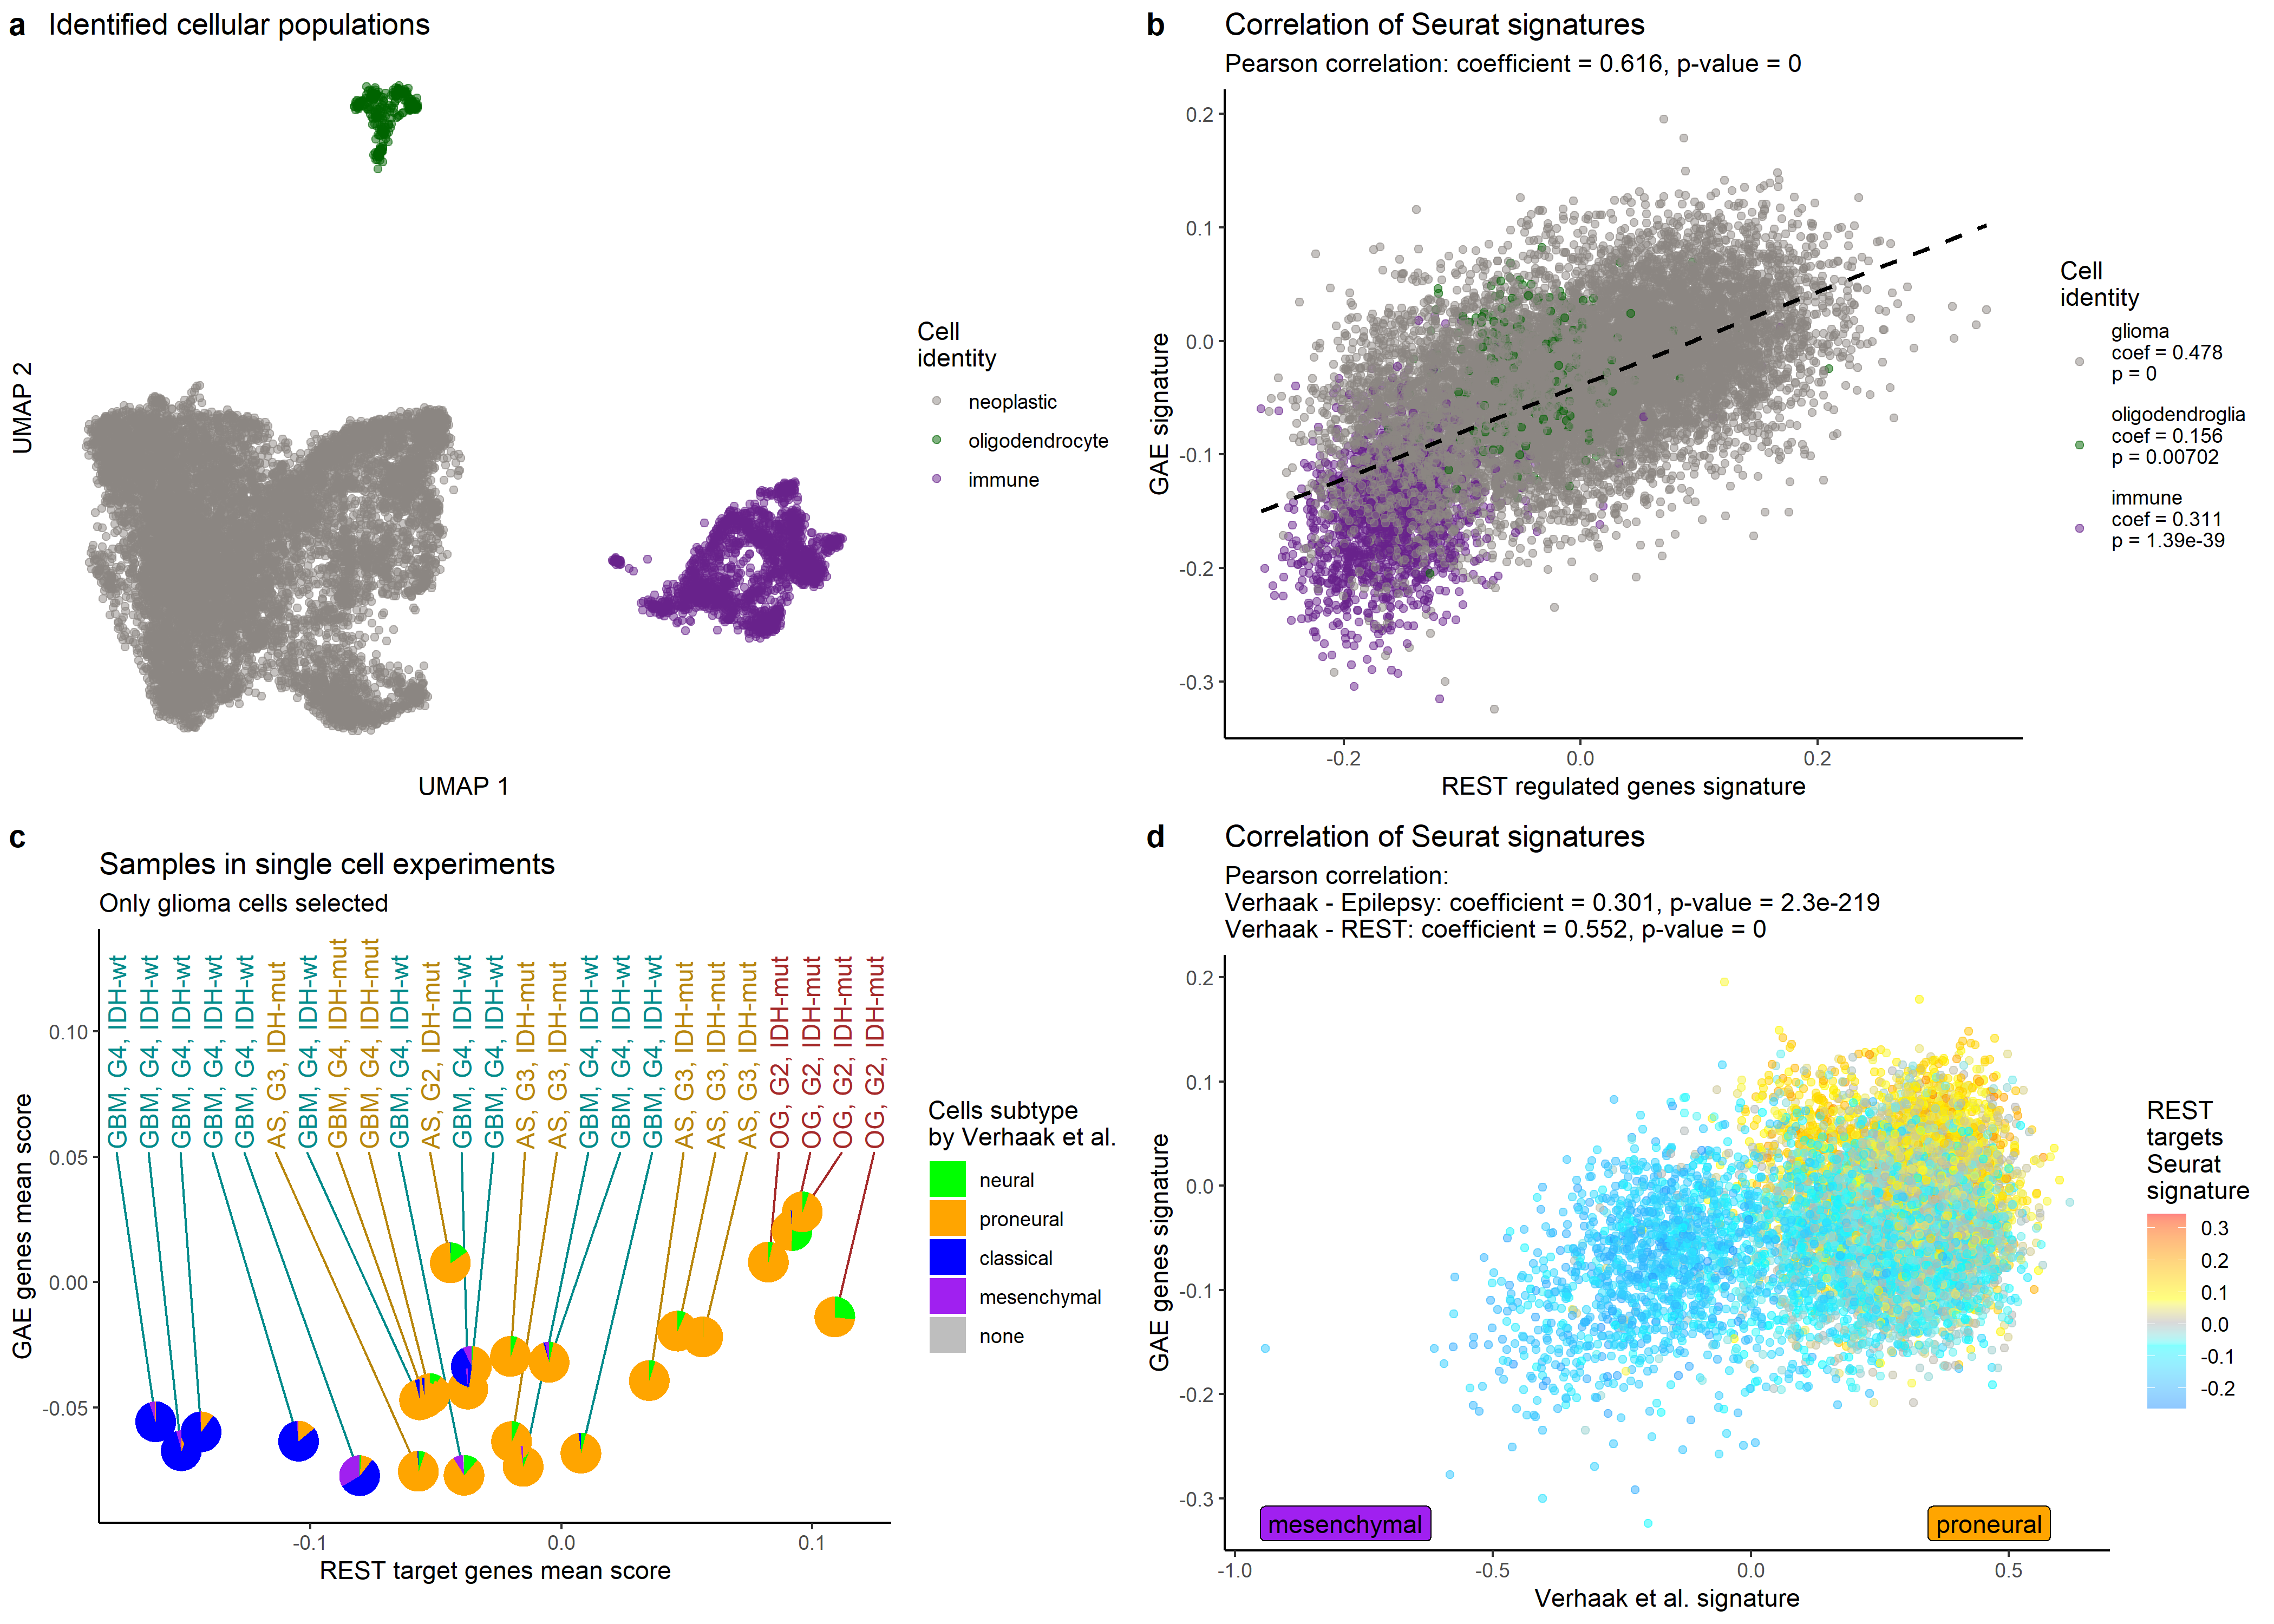 a Identified cellular populations
UMAP 2
UMAP 1
Cell
identity
neoplastic
oligodendrocyte
immune
b Correlation of Seurat signatures
Pearson correlation: coefficient = 0.616, p-value = 0
GAE signature
0.2
0.1
0.0
-0.1
-0.2
-0.3
-0.2 0.0 0.2
REST regulated genes signature
Cell
identity
glioma
coef = 0.478
p = 0
oligodendroglia
coef = 0.156
p = 0.00702
immune
coef = 0.311
p = 1.39e-39
c
Samples in single cell experiments
Only glioma cells selected
GAE genes mean score
0.10
0.05
0.00
-0.05
GBM, G4, IDH-wt
GBM, G4, IDH-wt
GBM, G4, IDH-wt
GBM, G4, IDH-wt
GBM, G4, IDH-wt
AS, G3, IDH-mut
GBM, G4, IDH-wt
GBM, G4, IDH-mut
GBM, G4, IDH-mut
GBM, G4, IDH-wt
AS, G2, IDH-mut
GBM, G4, IDH-wt
GBM, G4, IDH-wt
AS, G3, IDH-mut
AS, G3, IDH-mut
GBM, G4, IDH-wt
GBM, G4, IDH-wt
GBM, G4, IDH-wt
AS, G3, IDH-mut
AS, G3, IDH-mut
AS, G3, IDH-mut
OG, G2, IDH-mut
OG, G2, IDH-mut
OG, G2, IDH-mut
OG, G2, IDH-mut
-0.1 0.0 0.1
REST target genes mean score
Cells subtype
by Verhaak et al.
neural
proneural
classical
mesenchymal
none
d Correlation of Seurat signatures
Pearson correlation:
Verhaak - Epilepsy: coefficient = 0.301, p-value = 2.3e-219
Verhaak - REST: coefficient = 0.552, p-value = 0
GAE genes signature
0.2
0.1
0.0
-0.1
-0.2
-0.3
mesenchymal
proneural
-1.0 -0.5 0.0 0.5
Verhaak et al. signature
REST
targets
Seurat
signature
0.3
0.2
0.1
0.0
-0.1
-0.2